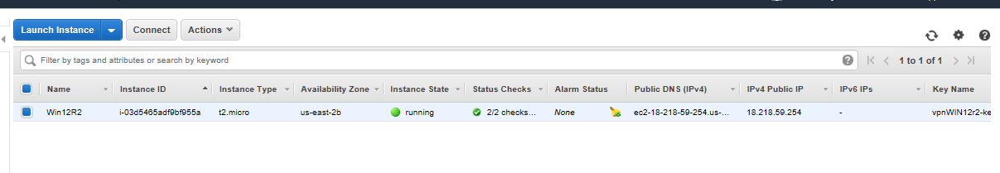 Launch Instance Connect Actions
Filter by tags and attributes or search by keyword 1 to 1 of 1
Name Instance ID Instance Type Availability Zone Instance State Status Checks Alarm Status Public DNS (IPv4) IPv4 Public IP IPv6 IPs Key Name
Win12R2 i-03d5465adf9bf955a t2.micro us-east-2b running 2/2 checks... None ec2-18-218-59-254.us-... 18.218.59.254 - vpnWIN12r2-ke